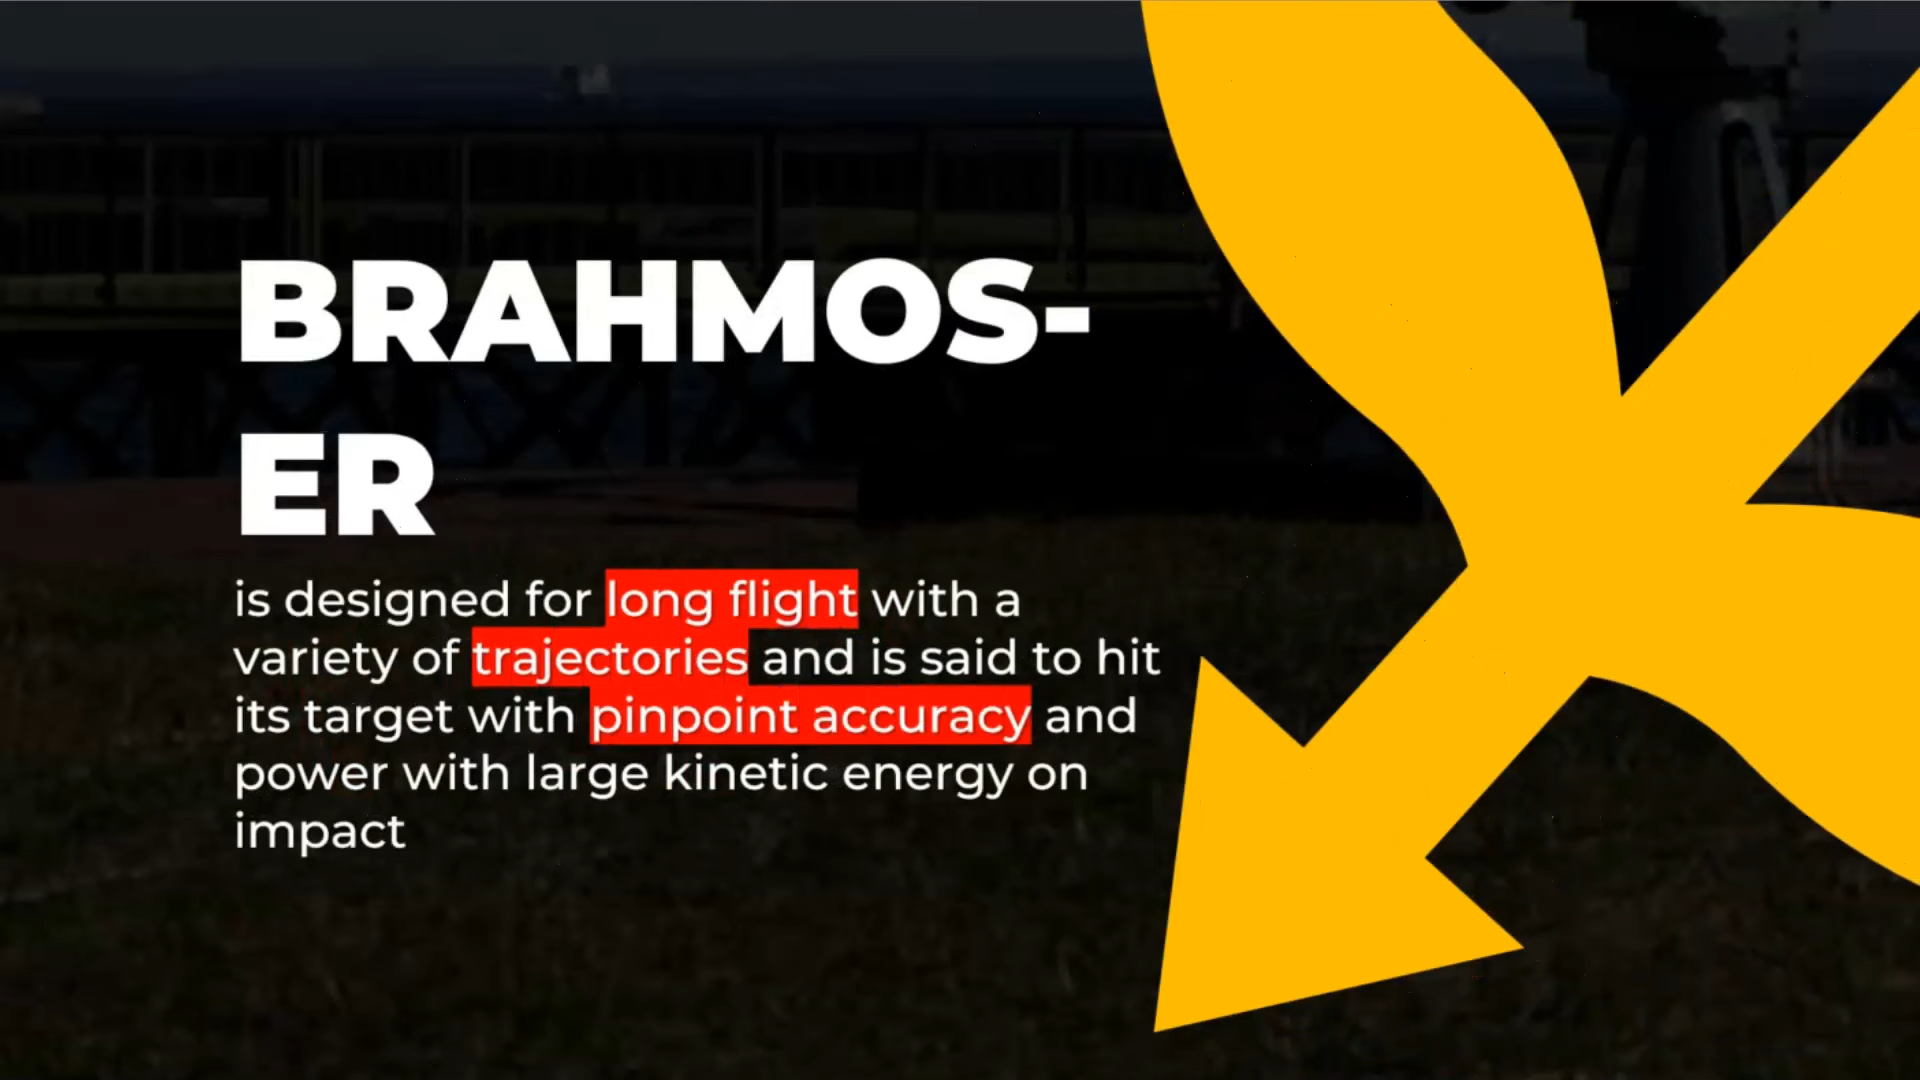 BRAHMOS-
ER
is designed for long flight with a
variety of trajectories and is said to hit
its target with pinpoint accuracy and
power with large kinetic energy on
impact